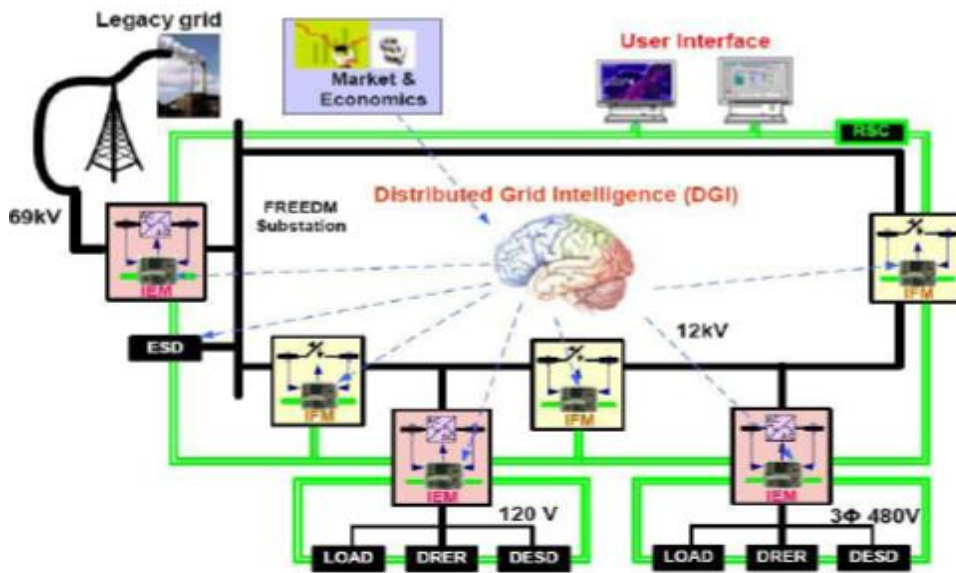 Legacy grid
Market &
Economics
User Interface
RSC
69kV
FREEDM
Substation
Distributed Grid Intelligence (DGI)
IEM
IFM
ESD
12kV
IFM
IFM
IEM
IEM
120 V
3Φ 480V
LOAD
DRER
DESD
LOAD
DRER
DESD